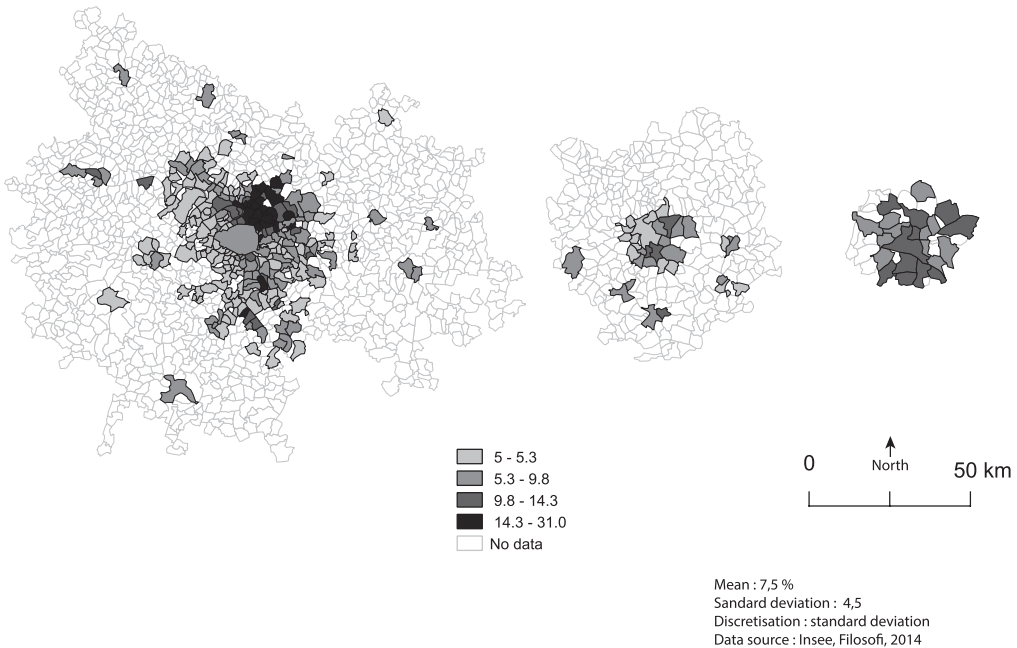 5 - 5.3
5.3 - 9.8
9.8 - 14.3
14.3 - 31.0
No data
0
North
50 km
Mean : 7,5 %
Sandard deviation : 4,5
Discretisation : standard deviation
Data source : Insee, Filosofi, 2014